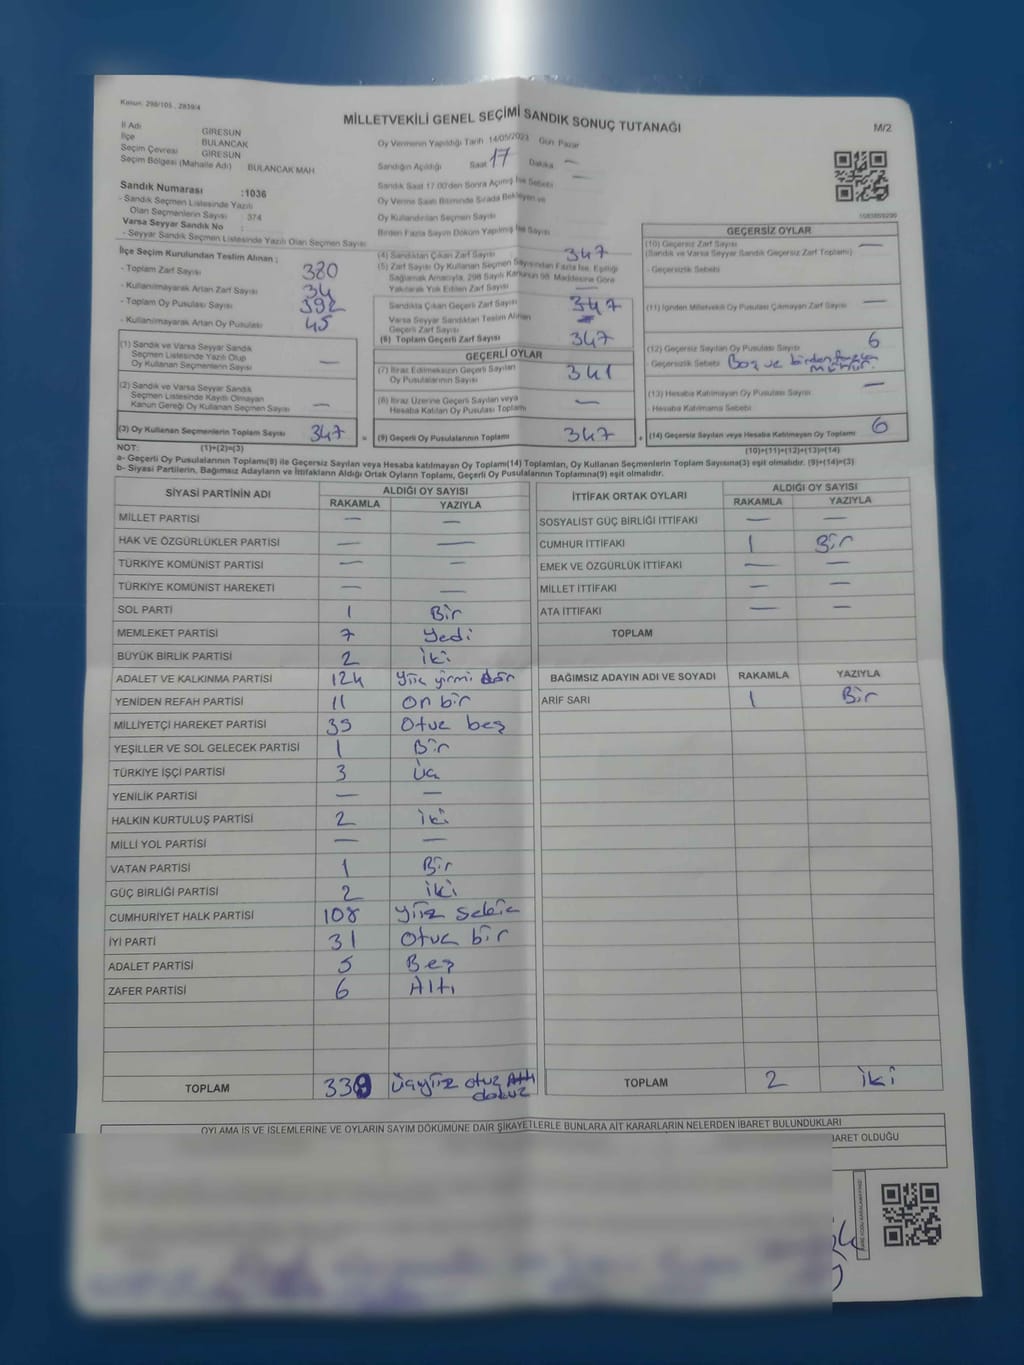 Kanun: 298/105 , 2839/4
MİLLETVEKİLİ GENEL SEÇİMİ SANDIK SONUÇ TUTANAĞI
M/2
İl Adı GİRESUN
İlçe BULANCAK
Seçim Çevresi GİRESUN
Seçim Bölgesi (Mahalle Adı) BULANCAK MAH
Oy Vermenin Yapıldığı Tarih 14/05/2023 Gün Pazar
Sandığın Açıldığı Saat 17 Dakika —
Sandık Saat 17.00'den Sonra Açılmış İse Sebebi —
Oy Verme Saati Bitiminde Sırada Bekleyen ve
Oy Kullandırılan Seçmen Sayısı
Birden Fazla Sayım Döküm Yapılmış İse Sayısı
Sandık Numarası :1036
- Sandık Seçmen Listesinde Yazılı
Olan Seçmenlerin Sayısı : 374
Varsa Seyyar Sandık No :
- Seyyar Sandık Seçmen Listesinde Yazılı Olan Seçmen Sayısı
İlçe Seçim Kurulundan Teslim Alınan ;
- Toplam Zarf Sayısı 380
- Kullanılmayarak Artan Zarf Sayısı 34
- Toplam Oy Pusulası Sayısı 392
- Kullanılmayarak Artan Oy Pusulası 45
(1) Sandık ve Varsa Seyyar Sandık
Seçmen Listesinde Yazılı Olup
Oy Kullanan Seçmenlerin Sayısı —
(2) Sandık ve Varsa Seyyar Sandık
Seçmen Listesinde Kayıtlı Olmayan
Kanun Gereği Oy Kullanan Seçmen Sayısı —
(3) Oy Kullanan Seçmenlerin Toplam Sayısı 347
(4) Sandıktan Çıkan Zarf Sayısı 347
(5) Zarf Sayısı Oy Kullanan Seçmen Sayısından Fazla İse, Eşitliği
Sağlamak Amacıyla, 298 Sayılı Kanunun 98. Maddesine Göre
Yakılarak Yok Edilen Zarf Sayısı —
Sandıkta Çıkan Geçerli Zarf Sayısı 347
Varsa Seyyar Sandıktan Teslim Alınan
Geçerli Zarf Sayısı
(6) Toplam Geçerli Zarf Sayısı 347
GEÇERLİ OYLAR
(7) İtiraz Edilmeksizin Geçerli Sayılan
Oy Pusulalarının Sayısı 341
(8) İtiraz Üzerine Geçerli Sayılan veya
Hesaba Katılan Oy Pusulası Toplamı —
= (9) Geçerli Oy Pusulalarının Toplamı 347
GEÇERSİZ OYLAR
(10) Geçersiz Zarf Sayısı —
(Sandık ve Varsa Seyyar Sandık Geçersiz Zarf Toplamı)
- Geçersizlik Sebebi
(11) İçinden Milletvekili Oy Pusulası Çıkmayan Zarf Sayısı —
(12) Geçersiz Sayılan Oy Pusulası Sayısı 6
- Geçersizlik Sebebi Boş ve birden fazla mühür.
(13) Hesaba Katılmayan Oy Pusulası Sayısı —
- Hesaba Katılmama Sebebi
+ (14) Geçersiz Sayılan veya Hesaba Katılmayan Oy Toplamı 6
NOT: (1)+(2)=(3) (10)+(11)+(12)+(13)=(14)
a- Geçerli Oy Pusulalarının Toplamı(9) ile Geçersiz Sayılan veya Hesaba katılmayan Oy Toplamı(14) Toplamları, Oy Kullanan Seçmenlerin Toplam Sayısına(3) eşit olmalıdır. (9)+(14)=(3)
b- Siyasi Partilerin, Bağımsız Adayların ve İttifakların Aldığı Ortak Oyların Toplamı, Geçerli Oy Pusulalarının Toplamına(9) eşit olmalıdır.
SİYASİ PARTİNİN ADI ALDIĞI OY SAYISI
RAKAMLA YAZIYLA
MİLLET PARTİSİ — —
HAK VE ÖZGÜRLÜKLER PARTİSİ — —
TÜRKİYE KOMÜNİST PARTİSİ — —
TÜRKİYE KOMÜNİST HAREKETİ — —
SOL PARTİ 1 Bir
MEMLEKET PARTİSİ 7 Yedi
BÜYÜK BİRLİK PARTİSİ 2 İki
ADALET VE KALKINMA PARTİSİ 124 Yüz yirmi dör
YENİDEN REFAH PARTİSİ 11 On bir
MİLLİYETÇİ HAREKET PARTİSİ 35 Otuz beş
YEŞİLLER VE SOL GELECEK PARTİSİ 1 Bir
TÜRKİYE İŞÇİ PARTİSİ 3 Üç
YENİLİK PARTİSİ — —
HALKIN KURTULUŞ PARTİSİ 2 İki
MİLLİ YOL PARTİSİ — —
VATAN PARTİSİ 1 Bir
GÜÇ BİRLİĞİ PARTİSİ 2 İki
CUMHURİYET HALK PARTİSİ 108 Yüz sekiz
İYİ PARTİ 31 Otuz bir
ADALET PARTİSİ 5 Beş
ZAFER PARTİSİ 6 Altı
TOPLAM 339 Üçyüz otuz Altı dokuz
İTTİFAK ORTAK OYLARI ALDIĞI OY SAYISI
RAKAMLA YAZIYLA
SOSYALİST GÜÇ BİRLİĞİ İTTİFAKI — —
CUMHUR İTTİFAKI 1 Bir
EMEK VE ÖZGÜRLÜK İTTİFAKI — —
MİLLET İTTİFAKI — —
ATA İTTİFAKI — —
TOPLAM
BAĞIMSIZ ADAYIN ADI VE SOYADI RAKAMLA YAZIYLA
ARİF SARI 1 Bir
TOPLAM 2 İki
OYLAMA İŞ VE İŞLEMLERİNE VE OYLARIN SAYIM DÖKÜMÜNE DAİR ŞİKAYETLERLE BUNLARA AİT KARARLARIN NELERDEN İBARET BULUNDUKLARI
BARET OLDUĞU